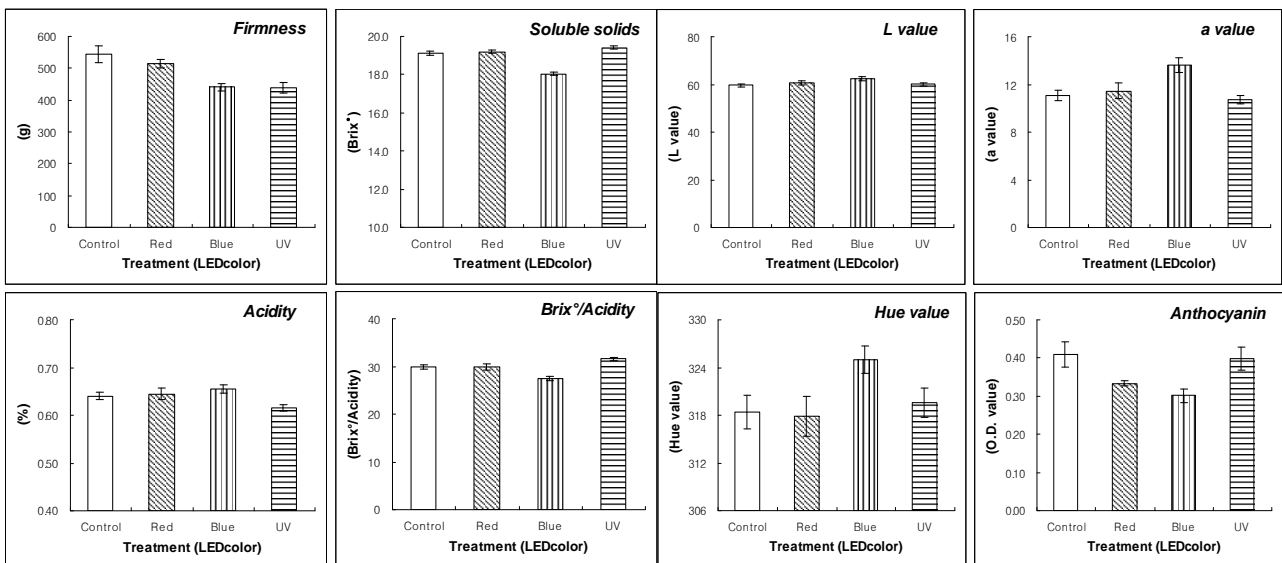 Firmness
600
500
400
300
200
100
0
(g)
Control Red Blue UV
Treatment (LEDcolor)
Soluble solids
20.0
18.0
16.0
14.0
12.0
10.0
(Brix°)
Control Red Blue UV
Treatment (LEDcolor)
L value
80
60
40
20
0
(L value)
Control Red Blue UV
Treatment (LEDcolor)
a value
16
12
8
4
0
(a value)
Control Red Blue UV
Treatment (LEDcolor)
Acidity
0.80
0.70
0.60
0.50
0.40
(%)
Control Red Blue UV
Treatment (LEDcolor)
Brix°/Acidity
40
30
20
10
0
(Brix°/Acidity)
Control Red Blue UV
Treatment (LEDcolor)
Hue value
330
324
318
312
306
(Hue value)
Control Red Blue UV
Treatment (LEDcolor)
Anthocyanin
0.50
0.40
0.30
0.20
0.10
0.00
(O.D. value)
Control Red Blue UV
Treatment (LEDcolor)